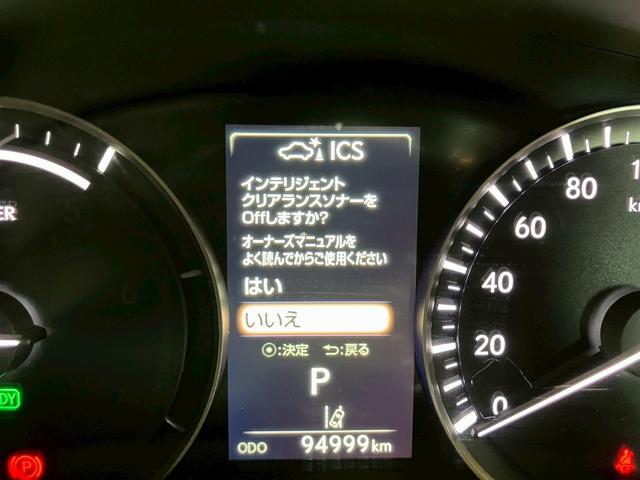 ICS
インテリジェント
クリアランスソナーを
Offしますか?
オーナーズマニュアルを
よく読んでからご使用ください
はい
いいえ
◎:決定 ⮌:戻る
P
ODO 94999km
80
60
40
20
0
5
6